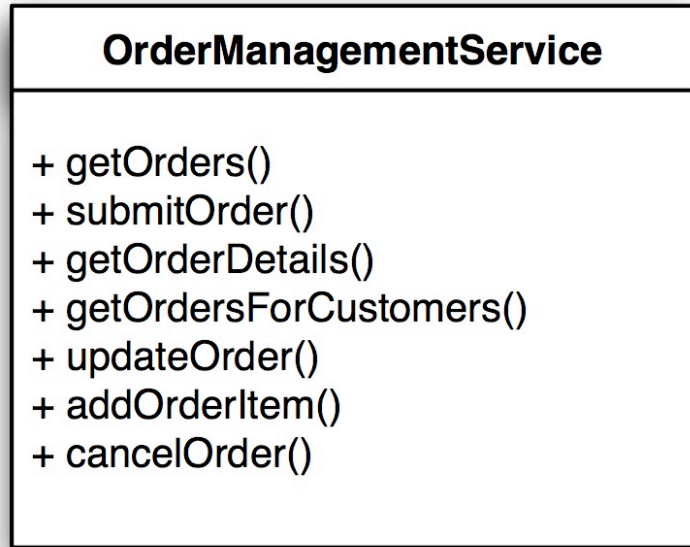 OrderManagementService
+ getOrders()
+ submitOrder()
+ getOrderDetails()
+ getOrdersForCustomers()
+ updateOrder()
+ addOrderItem()
+ cancelOrder()